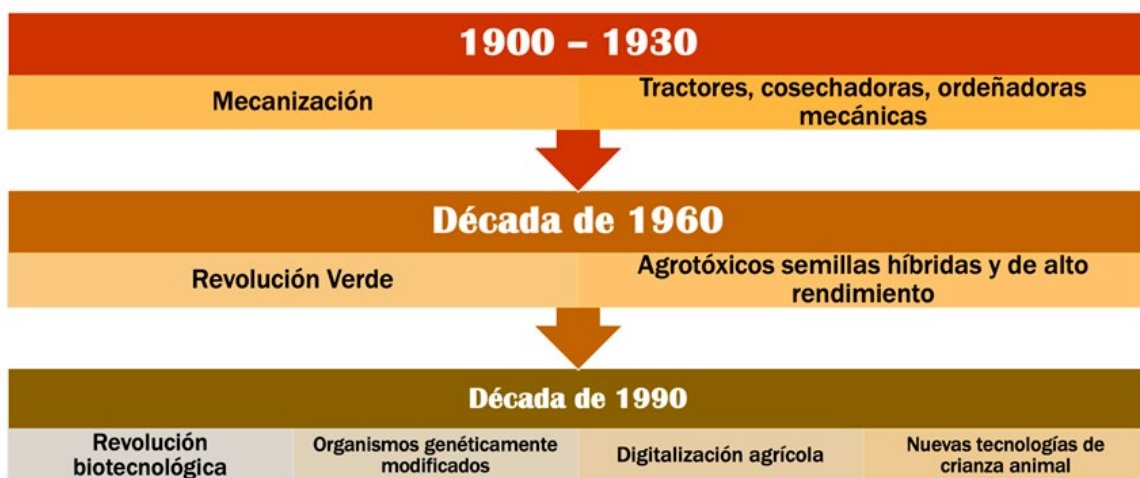 1900 – 1930
Mecanización
Tractores, cosechadoras, ordeñadoras
mecánicas
Década de 1960
Revolución Verde
Agrotóxicos semillas híbridas y de alto
rendimiento
Década de 1990
Revolución
biotecnológica
Organismos genéticamente
modificados
Digitalización agrícola
Nuevas tecnologías de
crianza animal